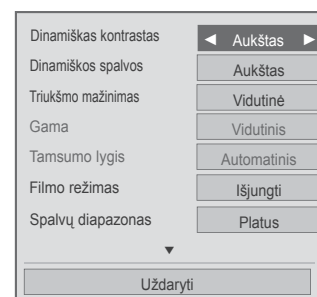 Dinamiškas kontrastas ◄ Aukštas ►
Dinamiškos spalvos Aukštas
Triukšmo mažinimas Vidutinė
Gama Vidutinis
Tamsumo lygis Automatinis
Filmo režimas Išjungti
Spalvų diapazonas Platus
▼
Uždaryti